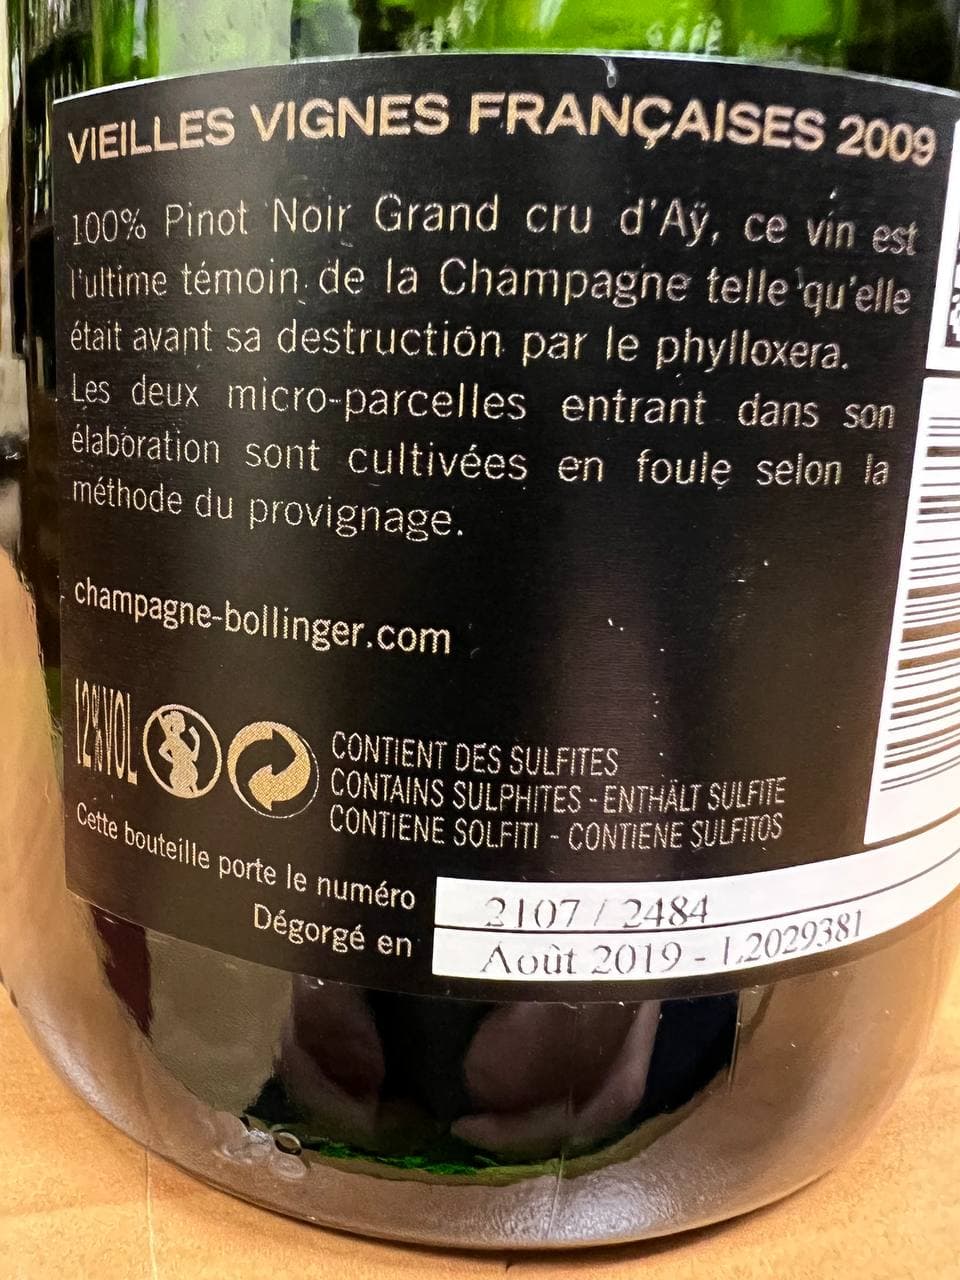 VIEILLES VIGNES FRANÇAISES 2009
100% Pinot Noir Grand cru d'Aÿ, ce vin est
l'ultime témoin de la Champagne telle qu'elle
était avant sa destruction par le phylloxera.
Les deux micro-parcelles entrant dans son
élaboration sont cultivées en foule selon la
méthode du provignage.
champagne-bollinger.com
12%VOL
CONTIENT DES SULFITES
CONTAINS SULPHITES - ENTHÄLT SULFITE
CONTIENE SOLFITI - CONTIENE SULFITOS
Cette bouteille porte le numéro 2107 / 2484
Dégorgé en Août 2019 - L2029381